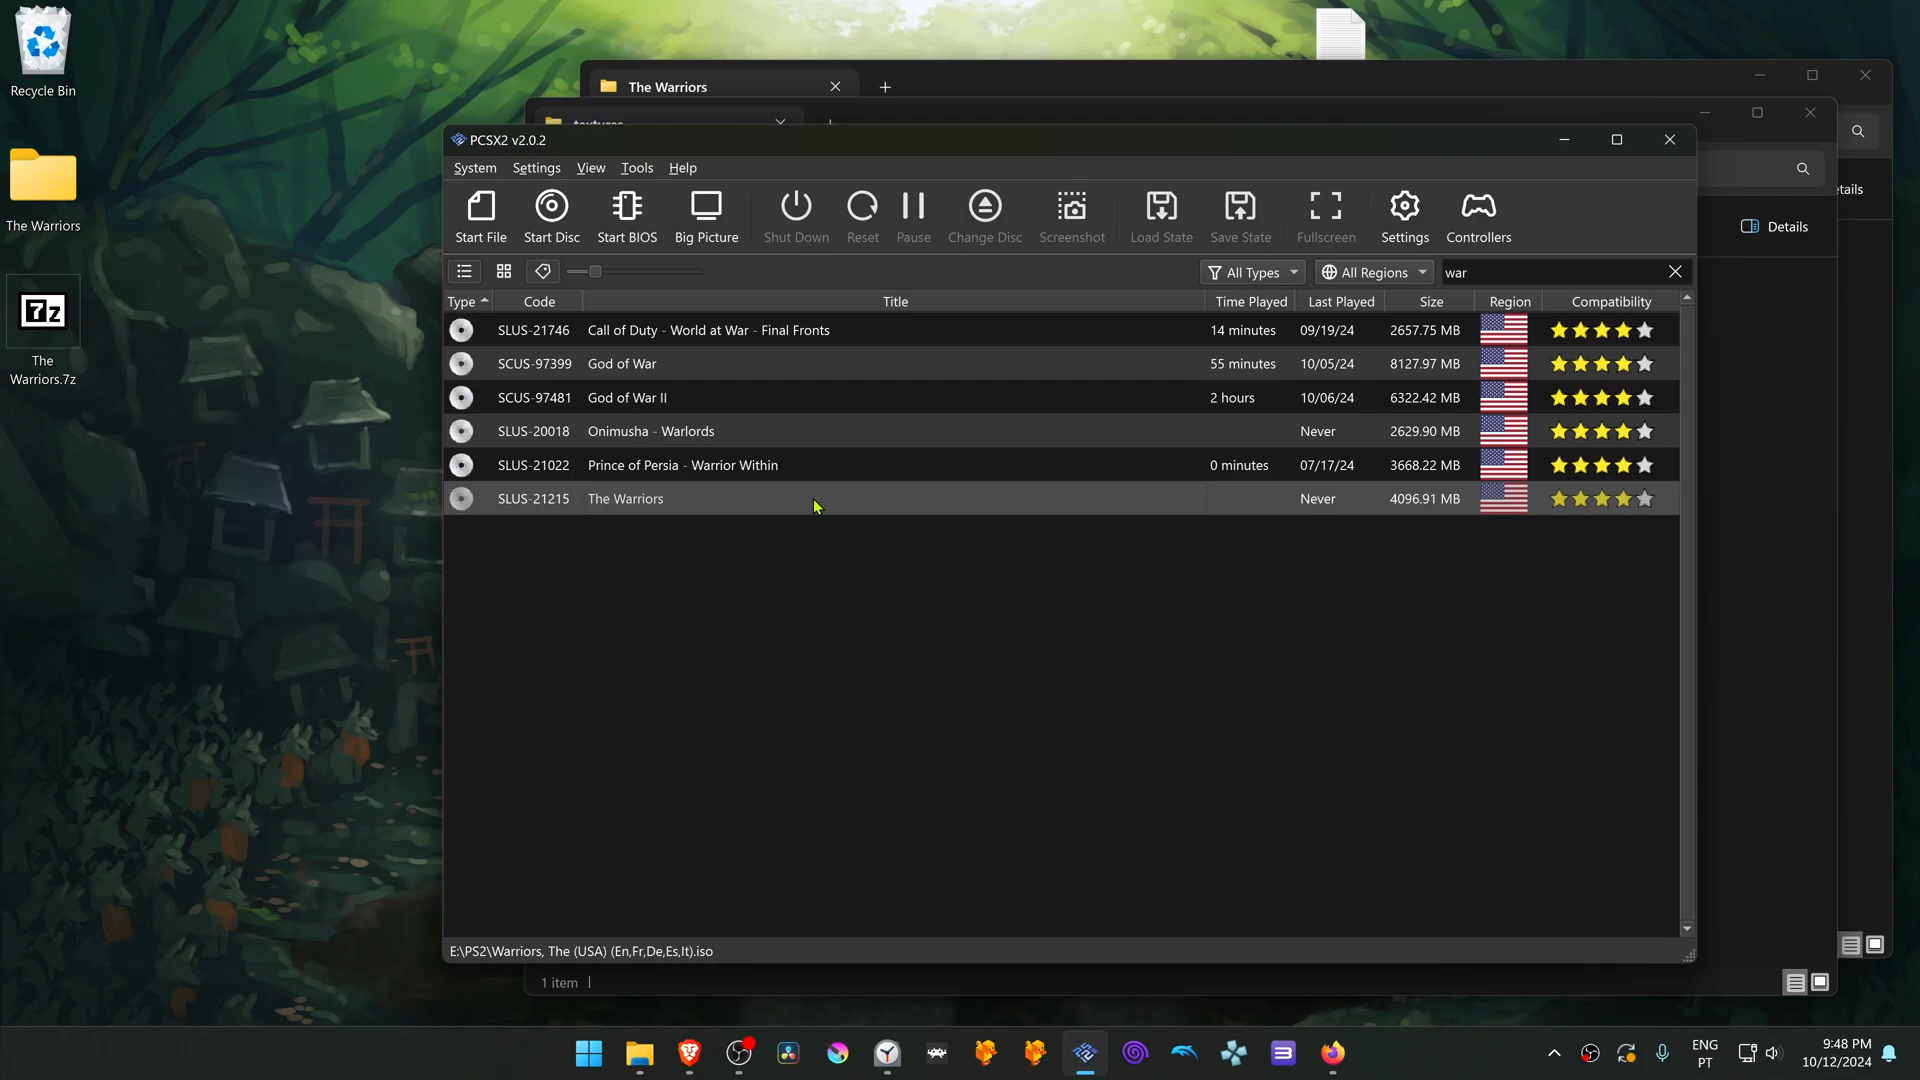 Recycle Bin
The Warriors
7z
The
Warriors.7z
The Warriors
textures
Details
PCSX2 v2.0.2
System Settings View Tools Help
Start File Start Disc Start BIOS Big Picture Shut Down Reset Pause Change Disc Screenshot Load State Save State Fullscreen Settings Controllers
All Types All Regions war
Type Code Title Time Played Last Played Size Region Compatibility
SLUS-21746 Call of Duty - World at War - Final Fronts 14 minutes 09/19/24 2657.75 MB
SCUS-97399 God of War 55 minutes 10/05/24 8127.97 MB
SCUS-97481 God of War II 2 hours 10/06/24 6322.42 MB
SLUS-20018 Onimusha - Warlords Never 2629.90 MB
SLUS-21022 Prince of Persia - Warrior Within 0 minutes 07/17/24 3668.22 MB
SLUS-21215 The Warriors Never 4096.91 MB
E:\PS2\Warriors, The (USA) (En,Fr,De,Es,It).iso
1 item
ENG
PT
9:48 PM
10/12/2024